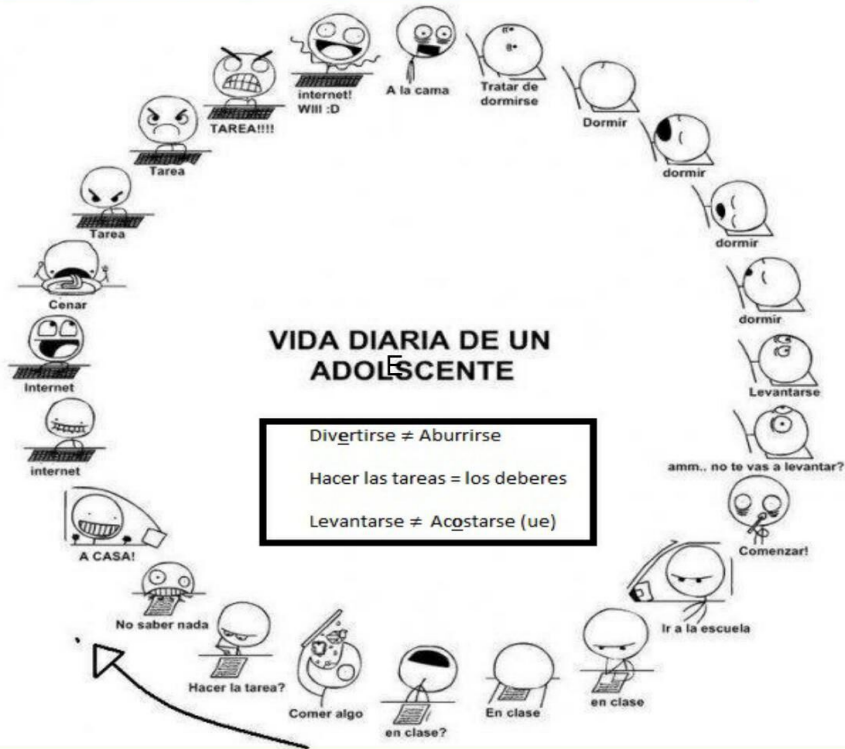 A la cama
Tratar de
dormirse
Dormir
dormir
dormir
dormir
Levantarse
amm.. no te vas a levantar?
Comenzar!
Ir a la escuela
en clase
En clase
en clase?
Comer algo
Hacer la tarea?
No saber nada
A CASA!
internet
Internet
Cenar
Tarea
Tarea
TAREA!!!!
internet!
WIII :D
VIDA DIARIA DE UN
ADOLESCENTE
Divertirse ≠ Aburrirse
Hacer las tareas = los deberes
Levantarse ≠ Acostarse (ue)